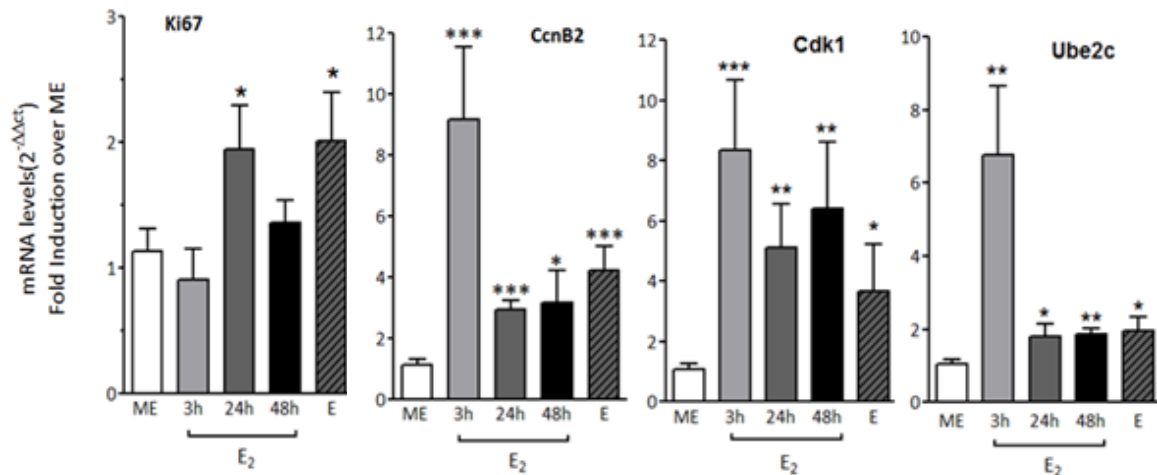 mRNA levels(2^-ΔΔct)
Fold Induction over ME
Ki67
3
2
1
0
*
*
ME 3h 24h 48h E
E₂
CcnB2
12
10
8
6
4
2
0
***
***
*
***
ME 3h 24h 48h E
E₂
Cdk1
12
10
8
6
4
2
0
***
**
**
*
ME 3h 24h 48h E
E₂
Ube2c
10
8
6
4
2
0
**
*
**
*
ME 3h 24h 48h E
E₂